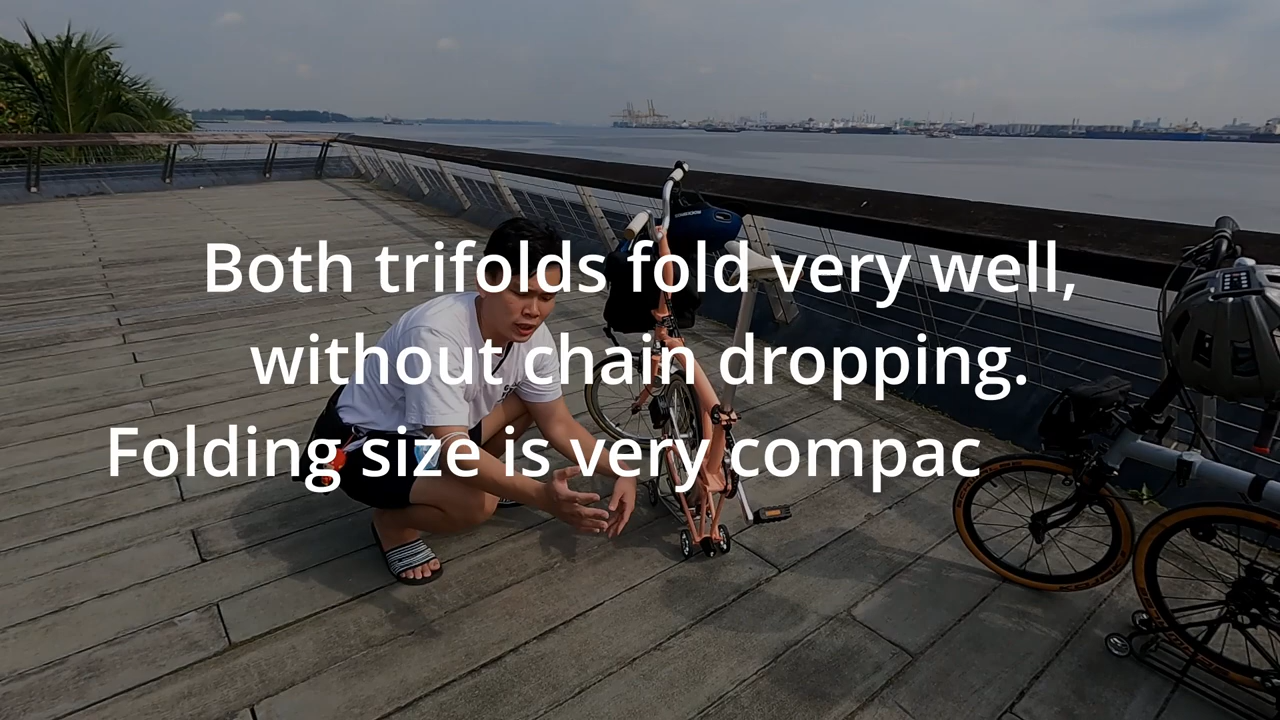 Both trifolds fold very well,
without chain dropping.
Folding size is very compac